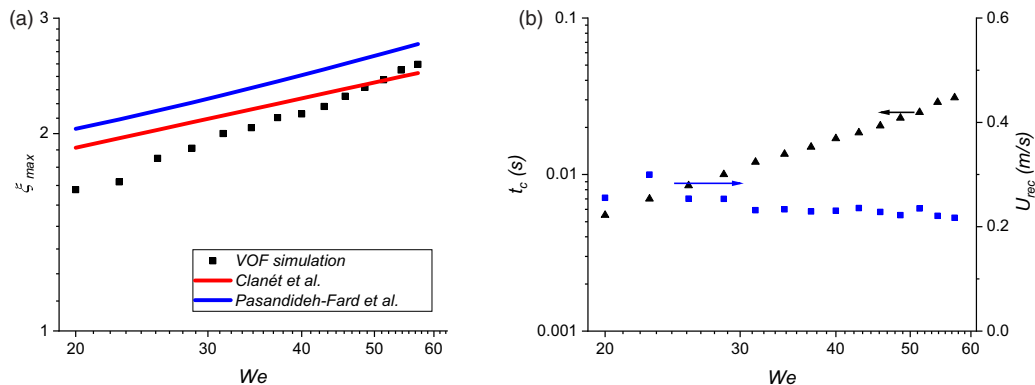 (a)
3
2
1
ξ max
20
30
40
50
60
We
VOF simulation
Clanét et al.
Pasandideh-Fard et al.
(b)
0.1
0.01
0.001
t_c (s)
0.6
0.4
0.2
0.0
U_rec (m/s)
20
30
40
50
60
We